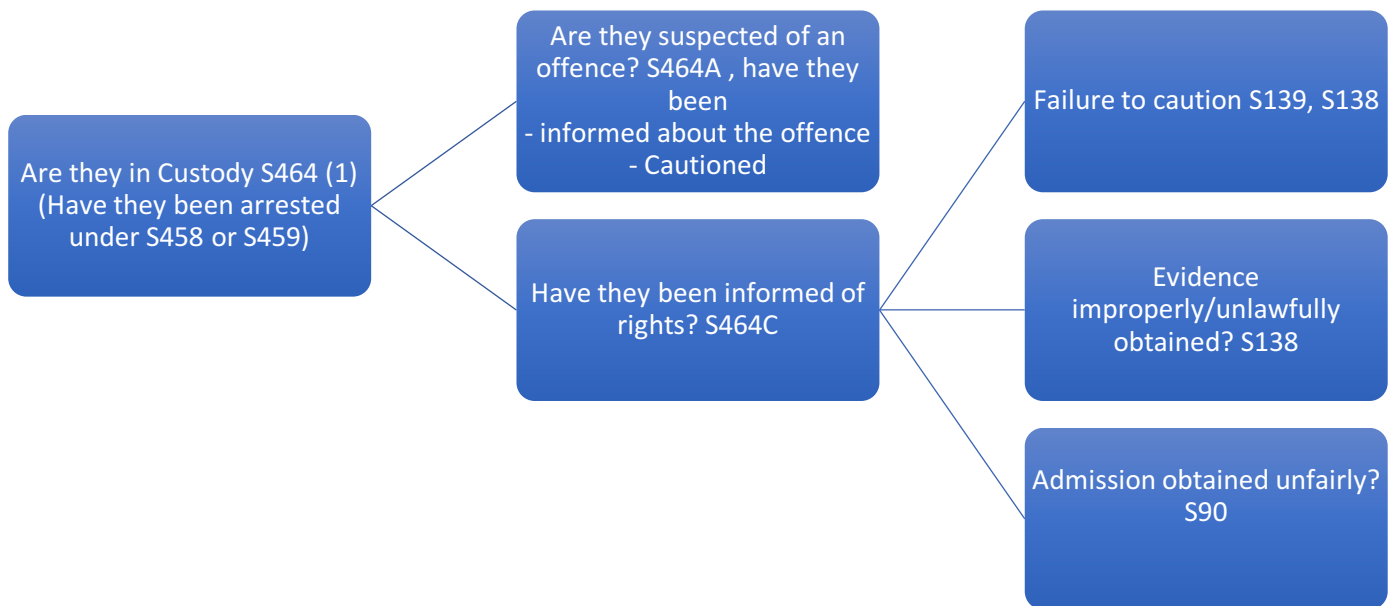 Are they in Custody S464 (1)
(Have they been arrested
under S458 or S459)
Are they suspected of an
offence? S464A , have they
been
- informed about the offence
- Cautioned
Have they been informed of
rights? S464C
Failure to caution S139, S138
Evidence
improperly/unlawfully
obtained? S138
Admission obtained unfairly?
S90